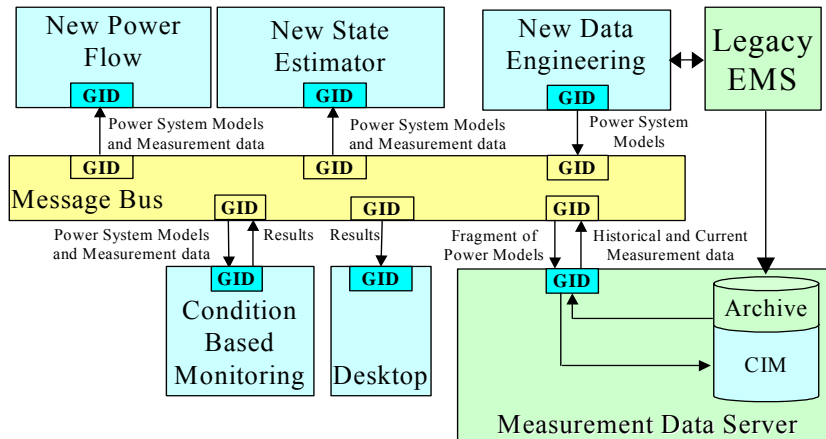 New Power
Flow
GID
New State
Estimator
GID
New Data
Engineering
GID
Legacy
EMS
Power System Models
and Measurement data
Power System Models
and Measurement data
Power System
Models
GID
GID
GID
Message Bus
GID
GID
GID
Power System Models
and Measurement data
Results
Results
Fragment of
Power Models
Historical and Current
Measurement data
GID
Condition
Based
Monitoring
GID
Desktop
GID
Archive
CIM
Measurement Data Server